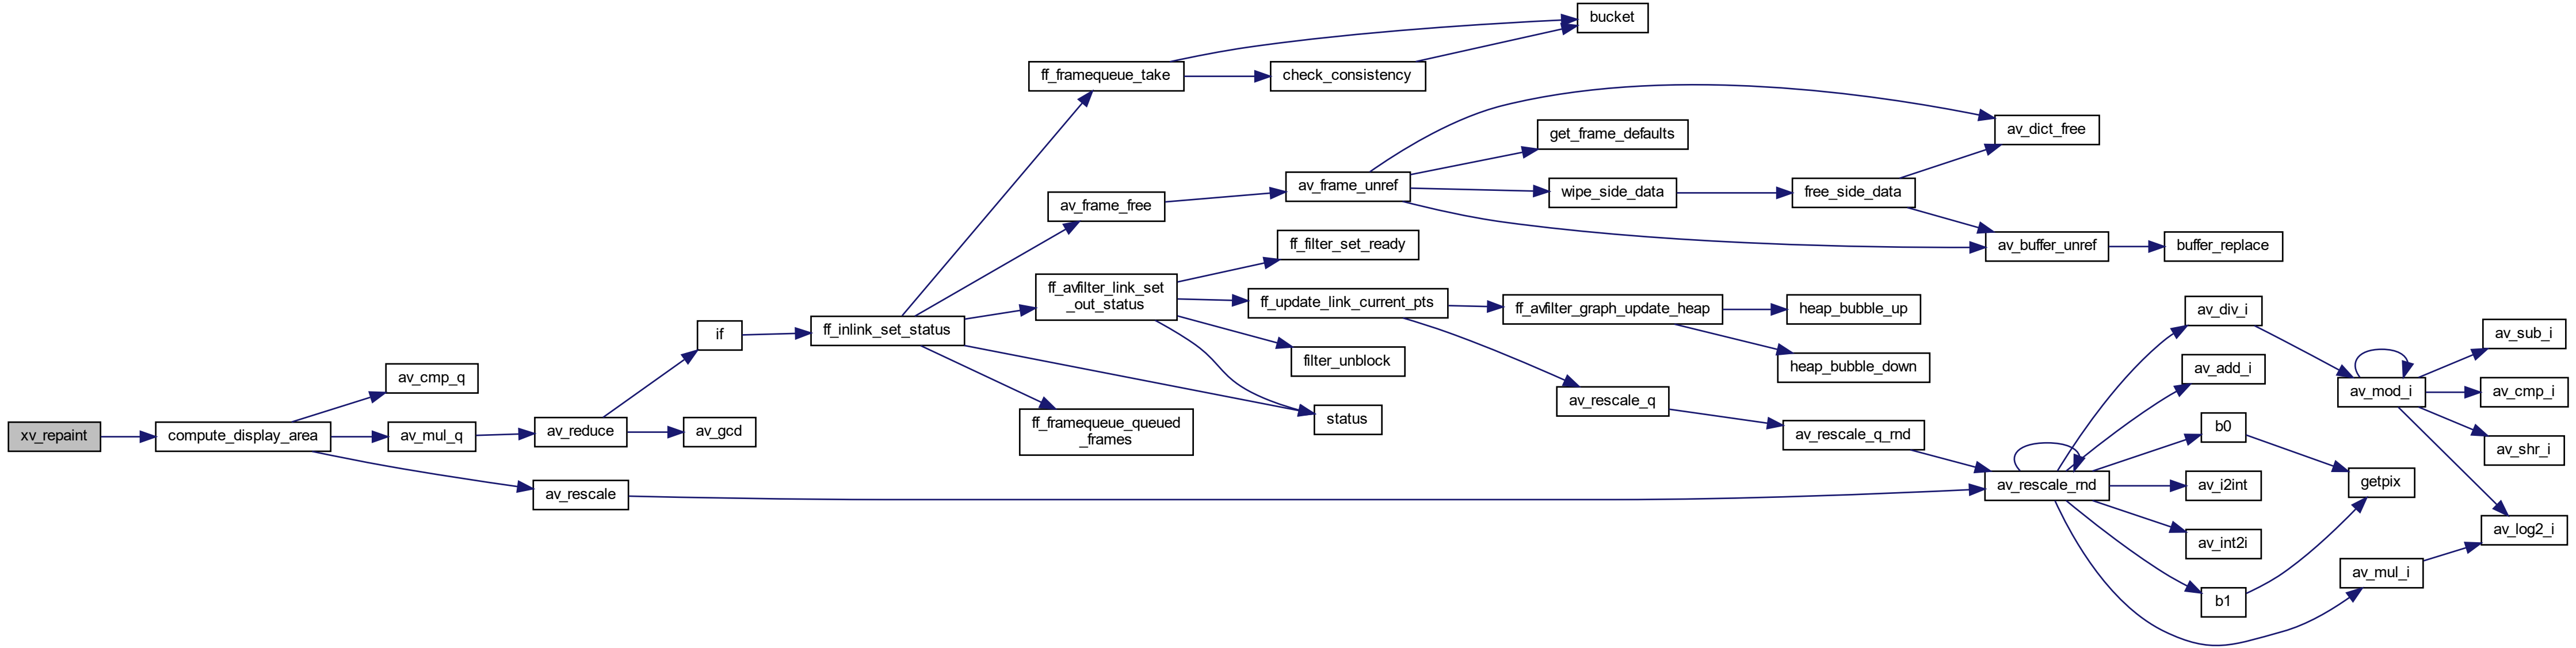 xv_repaint
compute_display_area
av_cmp_q
av_mul_q
av_rescale
av_reduce
if
av_gcd
ff_inlink_set_status
ff_framequeue_take
av_frame_free
ff_avfilter_link_set
_out_status
ff_framequeue_queued
_frames
status
bucket
check_consistency
av_frame_unref
get_frame_defaults
wipe_side_data
free_side_data
av_dict_free
av_buffer_unref
buffer_replace
ff_filter_set_ready
ff_update_link_current_pts
filter_unblock
ff_avfilter_graph_update_heap
heap_bubble_up
heap_bubble_down
av_rescale_q
av_rescale_q_rnd
av_rescale_rnd
av_div_i
av_add_i
b0
av_i2int
av_int2i
b1
av_mod_i
getpix
av_mul_i
av_sub_i
av_cmp_i
av_shr_i
av_log2_i